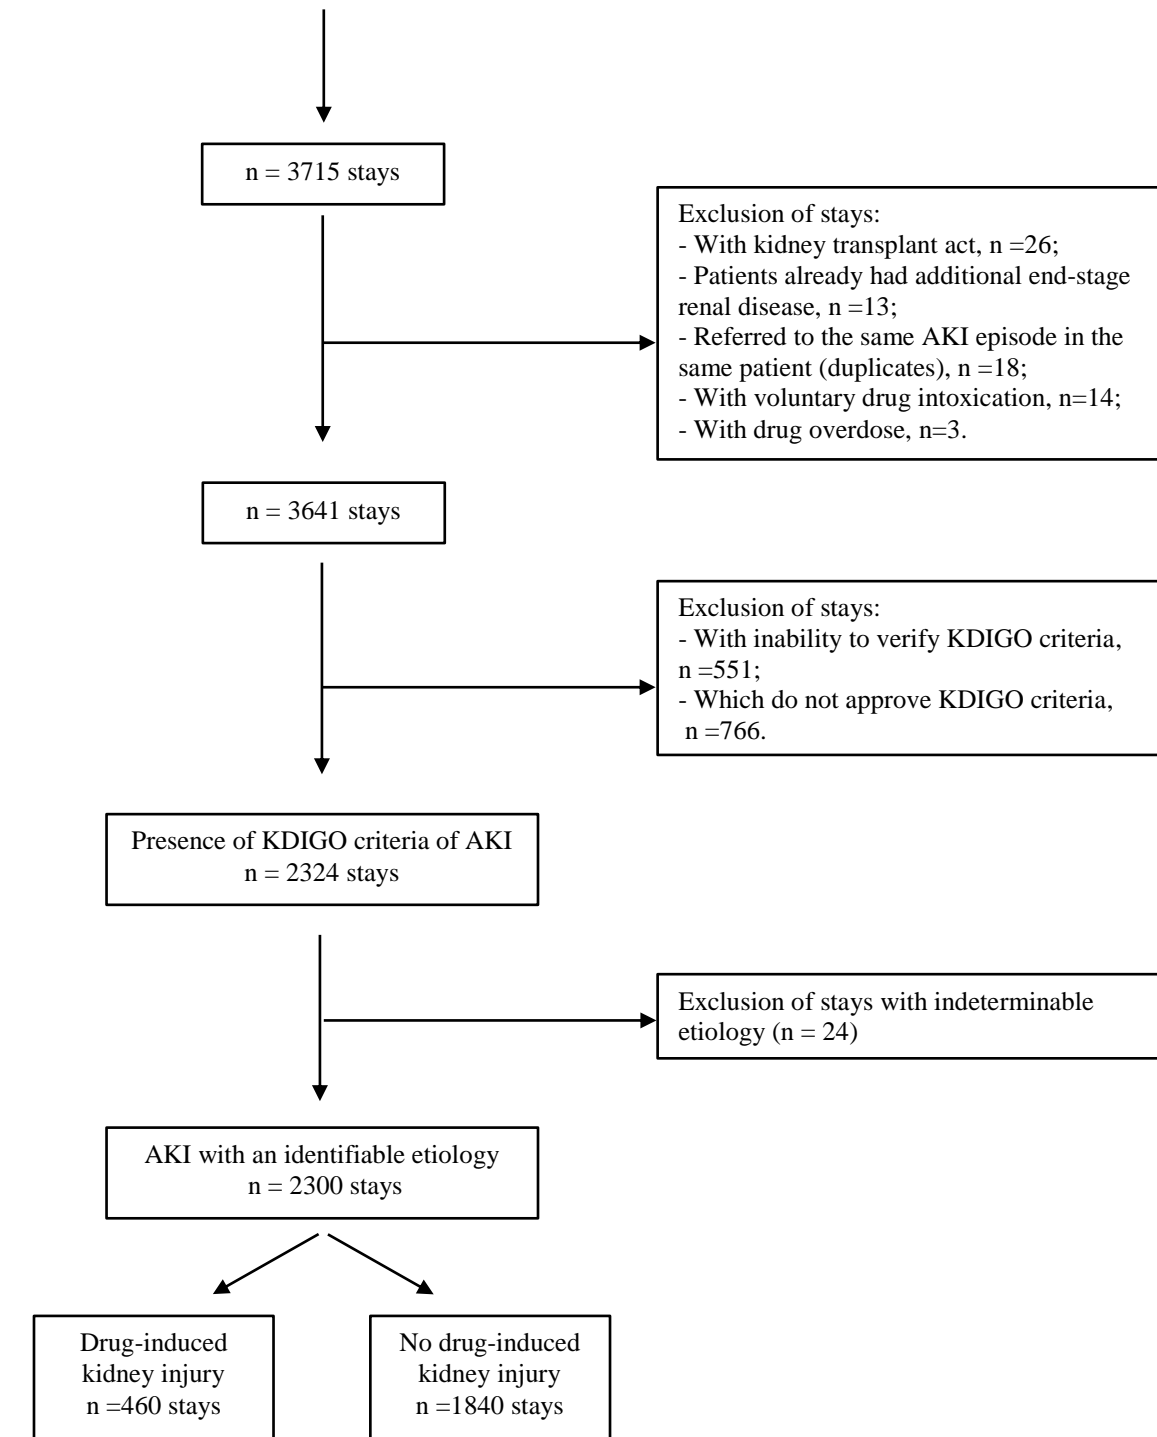 n = 3715 stays
Exclusion of stays:
- With kidney transplant act, n =26;
- Patients already had additional end-stage
renal disease, n =13;
- Referred to the same AKI episode in the
same patient (duplicates), n =18;
- With voluntary drug intoxication, n=14;
- With drug overdose, n=3.
n = 3641 stays
Exclusion of stays:
- With inability to verify KDIGO criteria,
n =551;
- Which do not approve KDIGO criteria,
n =766.
Presence of KDIGO criteria of AKI
n = 2324 stays
Exclusion of stays with indeterminable
etiology (n = 24)
AKI with an identifiable etiology
n = 2300 stays
Drug-induced
kidney injury
n =460 stays
No drug-induced
kidney injury
n =1840 stays